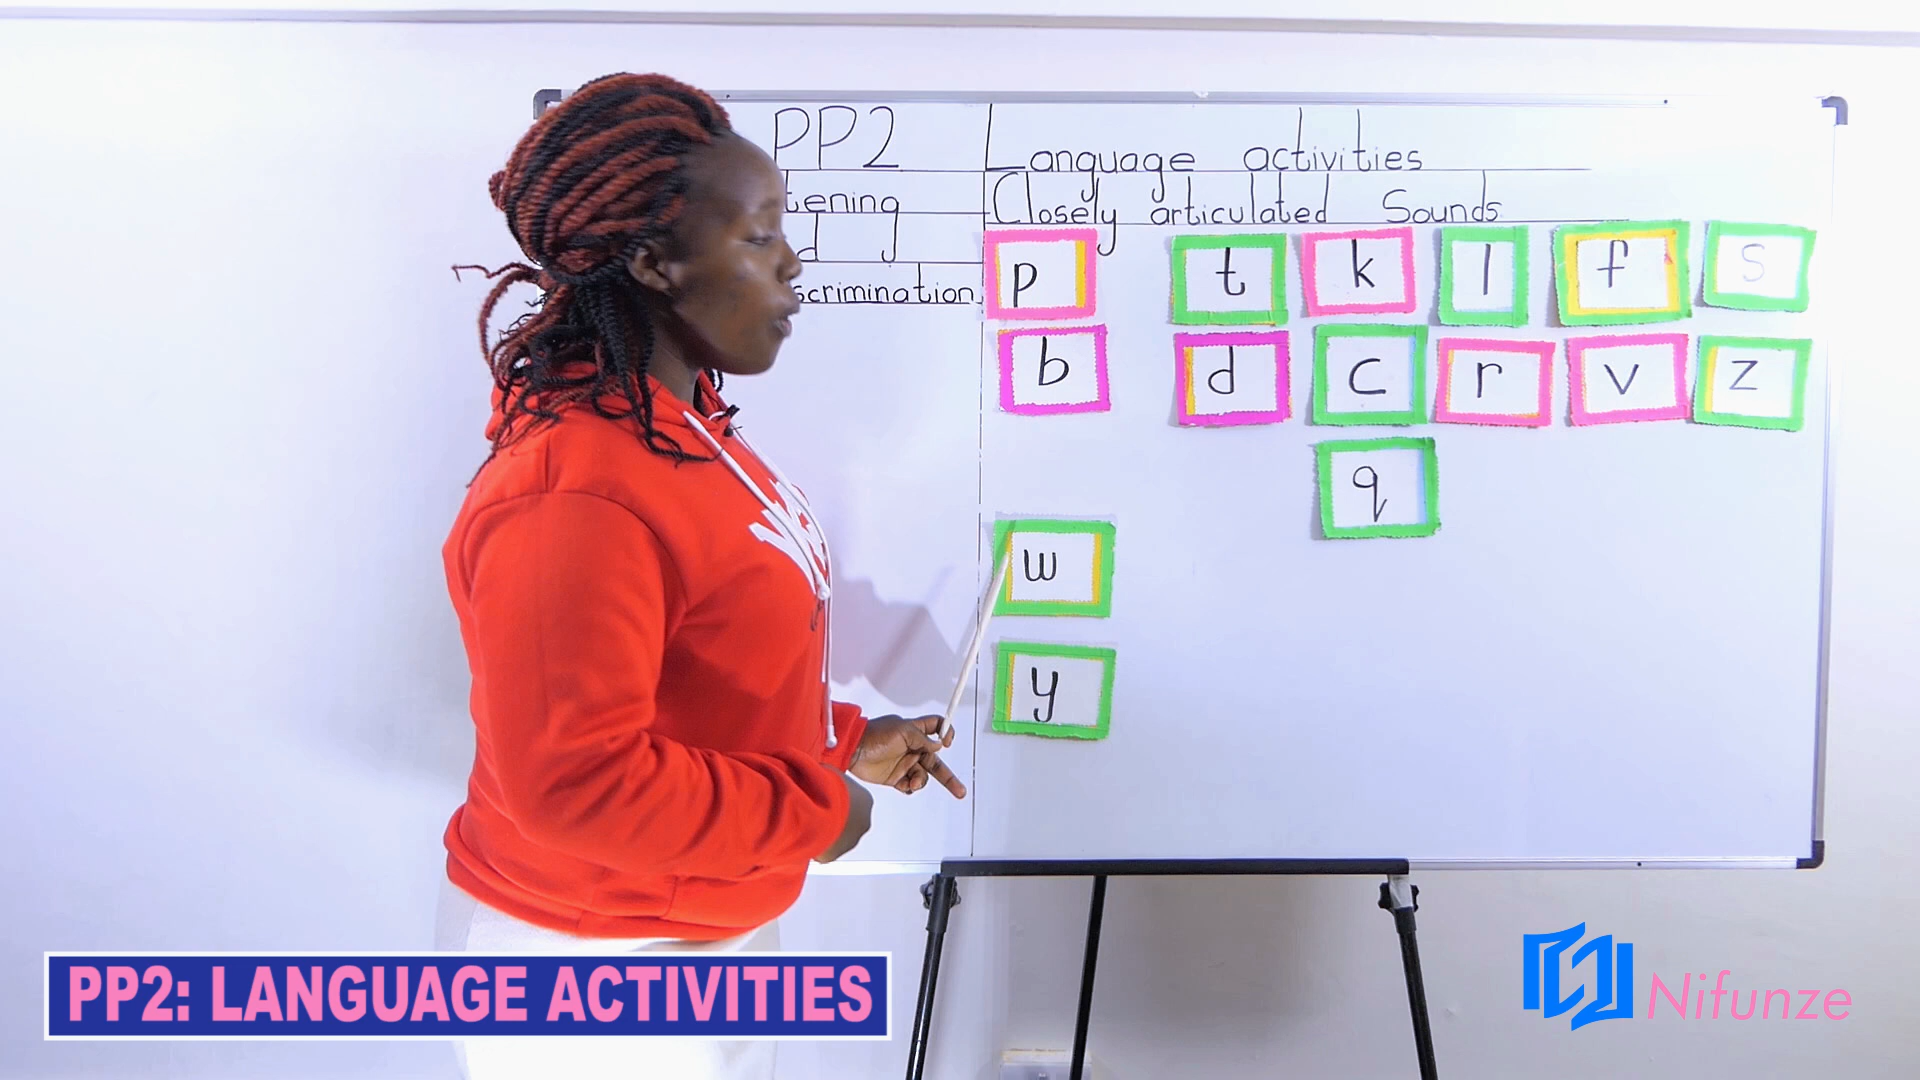 PP2 Language activities
tening Closely articulated Sounds
d
scrimination
p t k l f s
b d c r v z
q
w
y
PP2: LANGUAGE ACTIVITIES
Nifunze